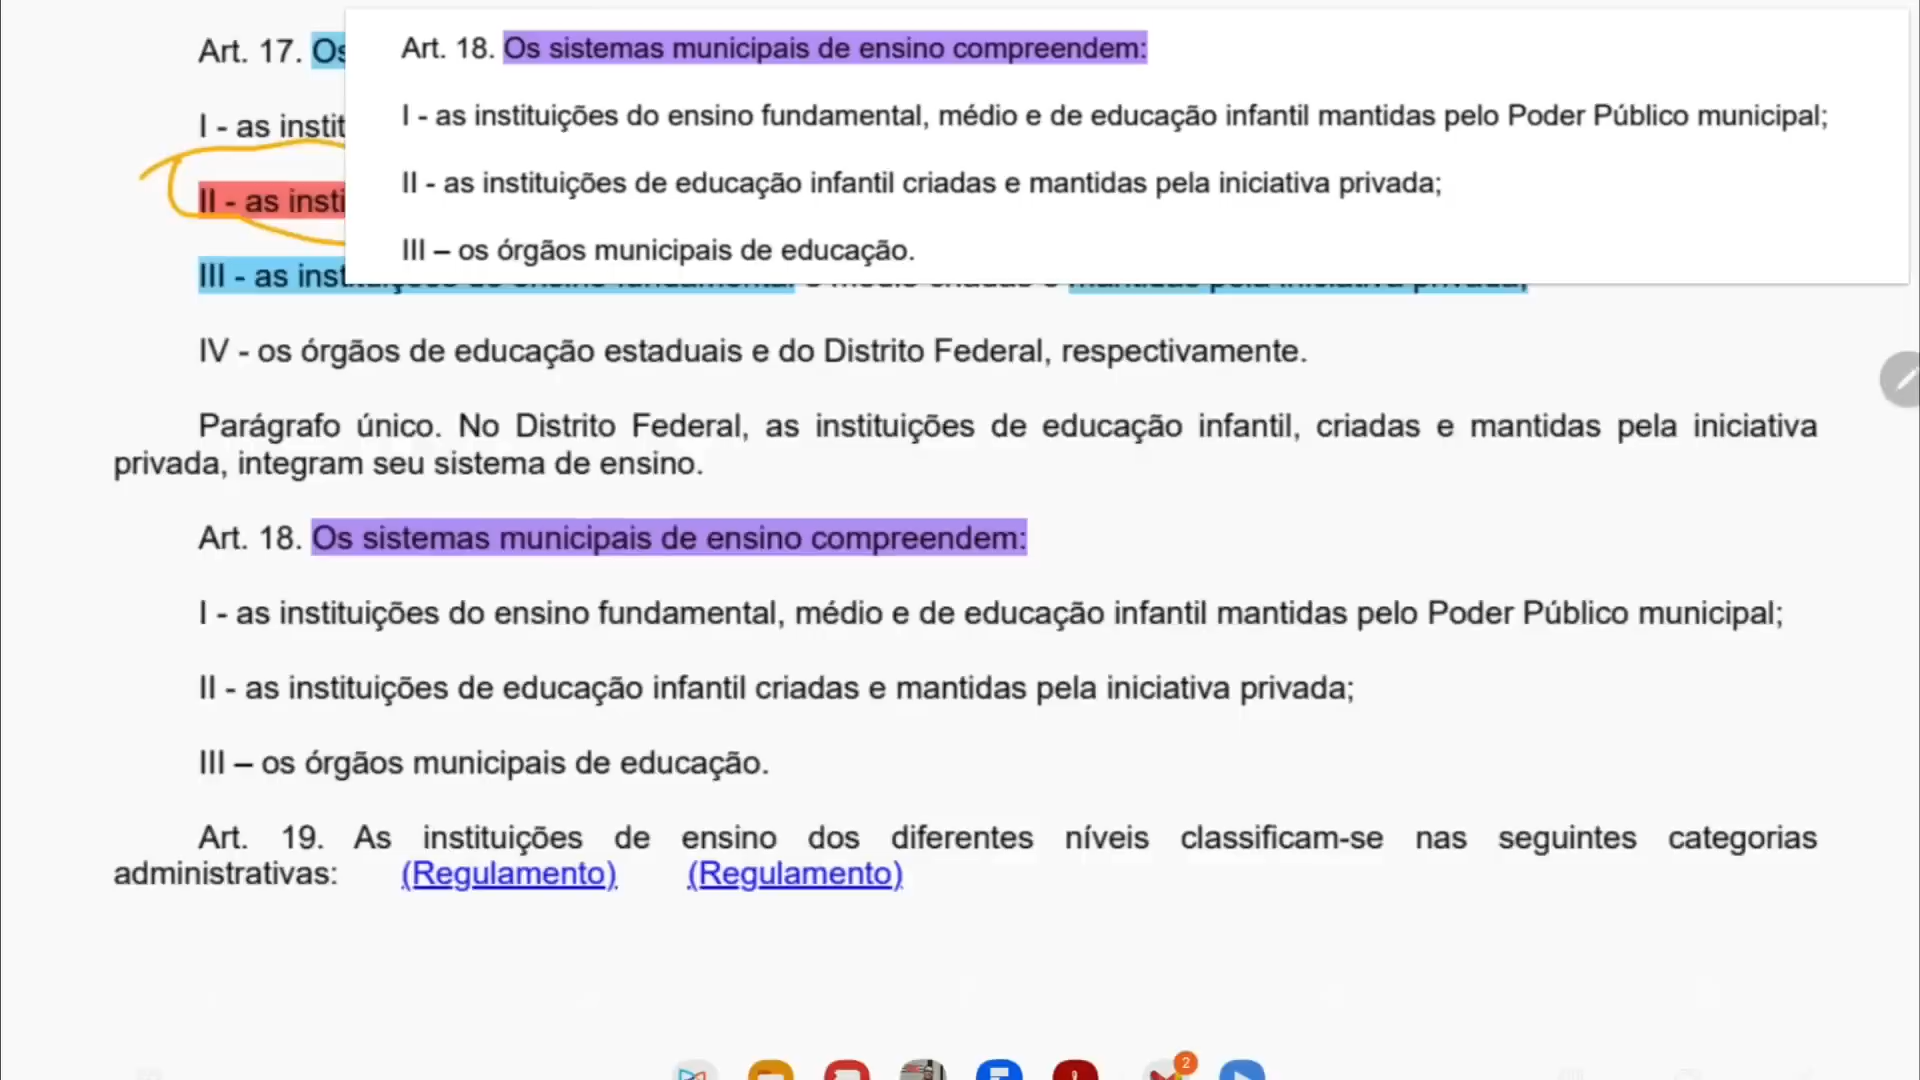 Art. 17. Os
I - as instit
II - as insti
III - as inst
Art. 18. Os sistemas municipais de ensino compreendem:
I - as instituições do ensino fundamental, médio e de educação infantil mantidas pelo Poder Público municipal;
II - as instituições de educação infantil criadas e mantidas pela iniciativa privada;
III – os órgãos municipais de educação.
IV - os órgãos de educação estaduais e do Distrito Federal, respectivamente.
Parágrafo único. No Distrito Federal, as instituições de educação infantil, criadas e mantidas pela iniciativa
privada, integram seu sistema de ensino.
Art. 18. Os sistemas municipais de ensino compreendem:
I - as instituições do ensino fundamental, médio e de educação infantil mantidas pelo Poder Público municipal;
II - as instituições de educação infantil criadas e mantidas pela iniciativa privada;
III – os órgãos municipais de educação.
Art. 19. As instituições de ensino dos diferentes níveis classificam-se nas seguintes categorias
administrativas: (Regulamento) (Regulamento)
2